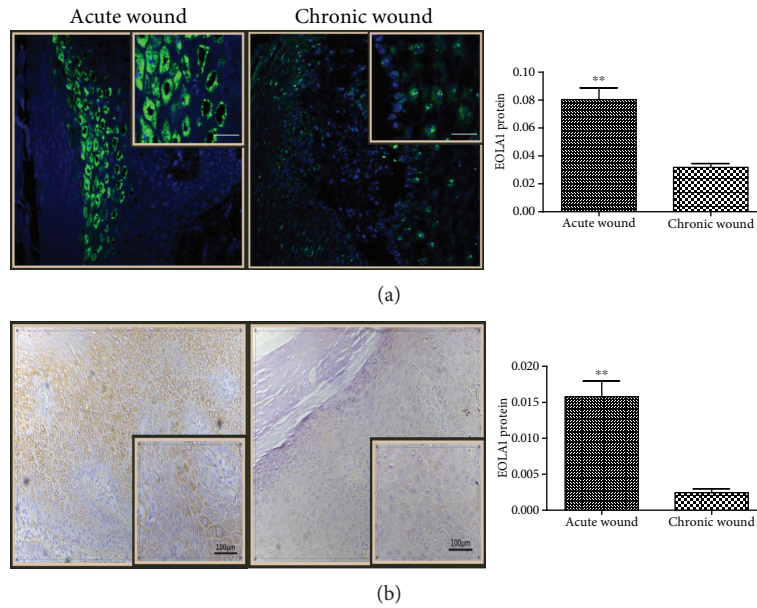 Acute wound
Chronic wound
EOLA1 protein
0.10
0.08
0.06
0.04
0.02
0.00
**
Acute wound
Chronic wound
(a)
100μm
100μm
EOLA1 protein
0.020
0.015
0.010
0.005
0.000
**
Acute wound
Chronic wound
(b)